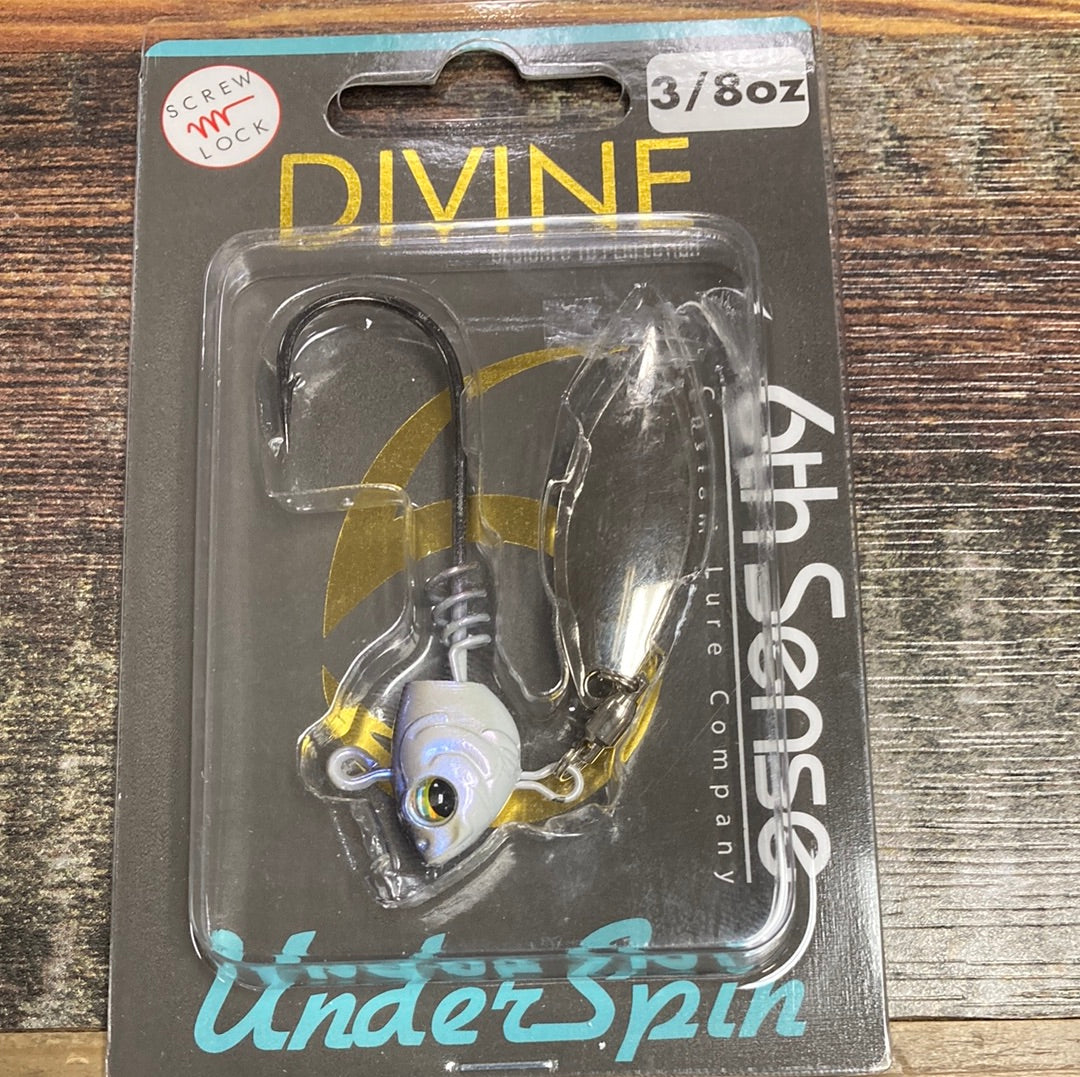 SCREW
LOCK
3/8oz
DIVINE
6th Sense
Custom Lure Company
UnderSpin